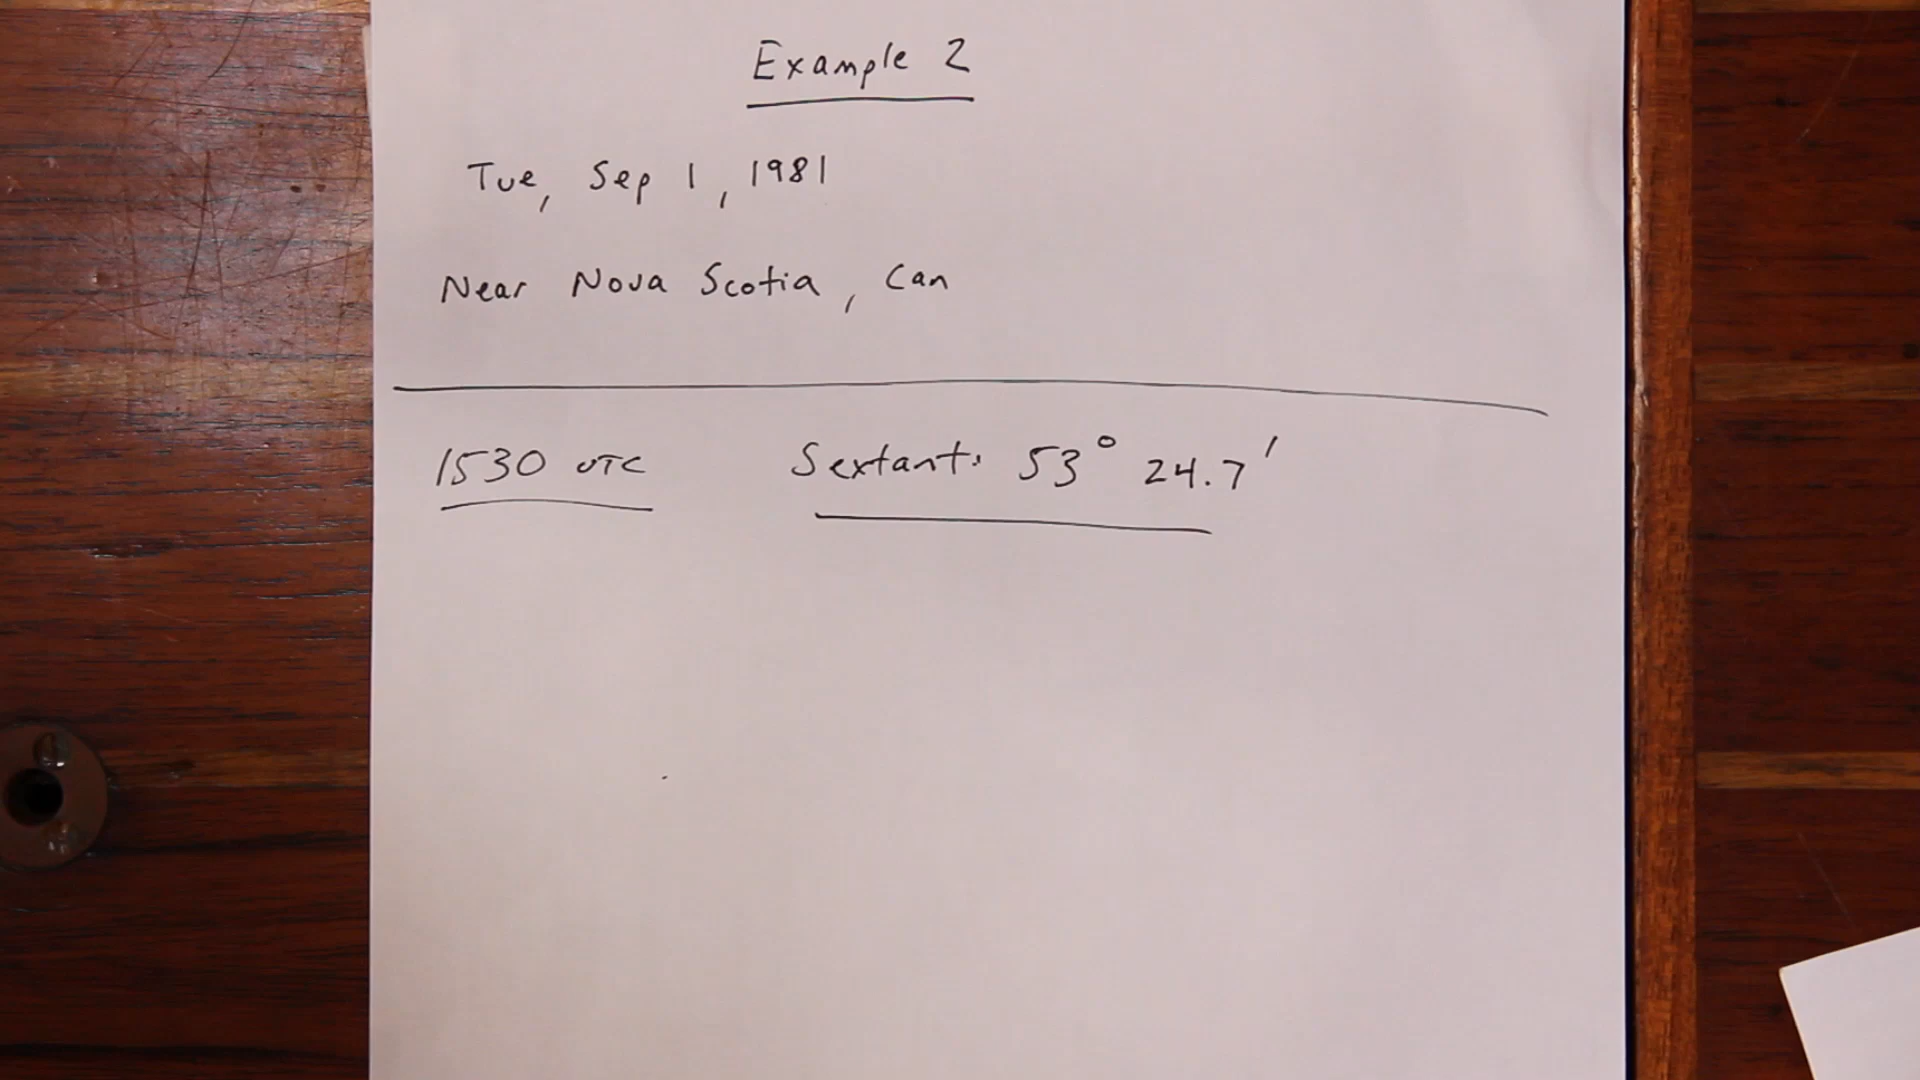 Example 2
Tue, Sep 1, 1981
Near Nova Scotia, Can
1530 UTC Sextant: 53° 24.7'